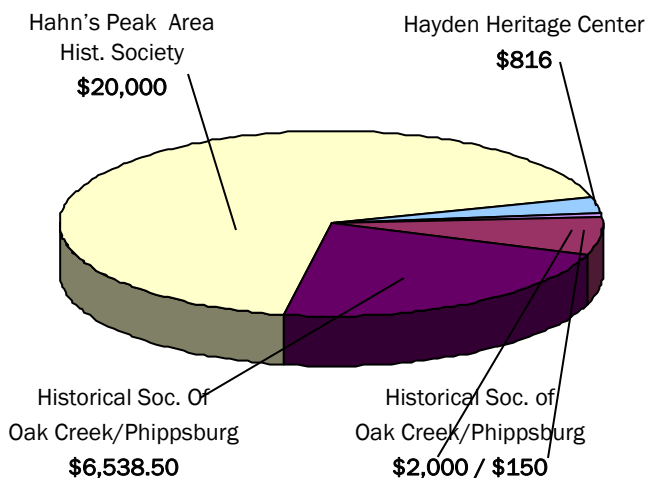 Hahn's Peak Area
Hist. Society
$20,000
Hayden Heritage Center
$816
Historical Soc. Of
Oak Creek/Phippsburg
$6,538.50
Historical Soc. of
Oak Creek/Phippsburg
$2,000 / $150